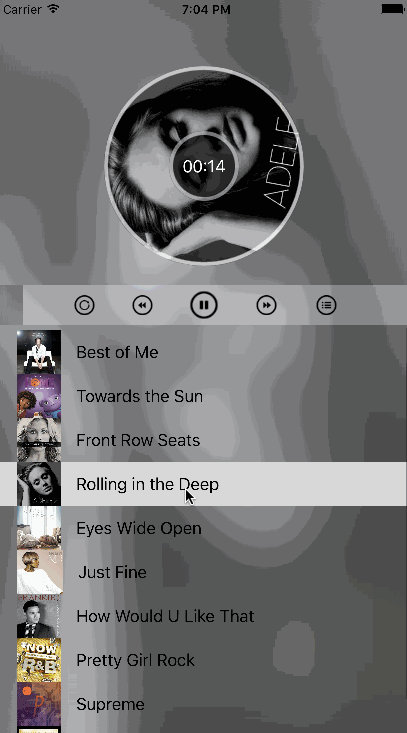 Carrier 7:04 PM
ADELE
00:14
Best of Me
Towards the Sun
Front Row Seats
Rolling in the Deep
Eyes Wide Open
Just Fine
How Would U Like That
Pretty Girl Rock
NOW
R&B
Supreme